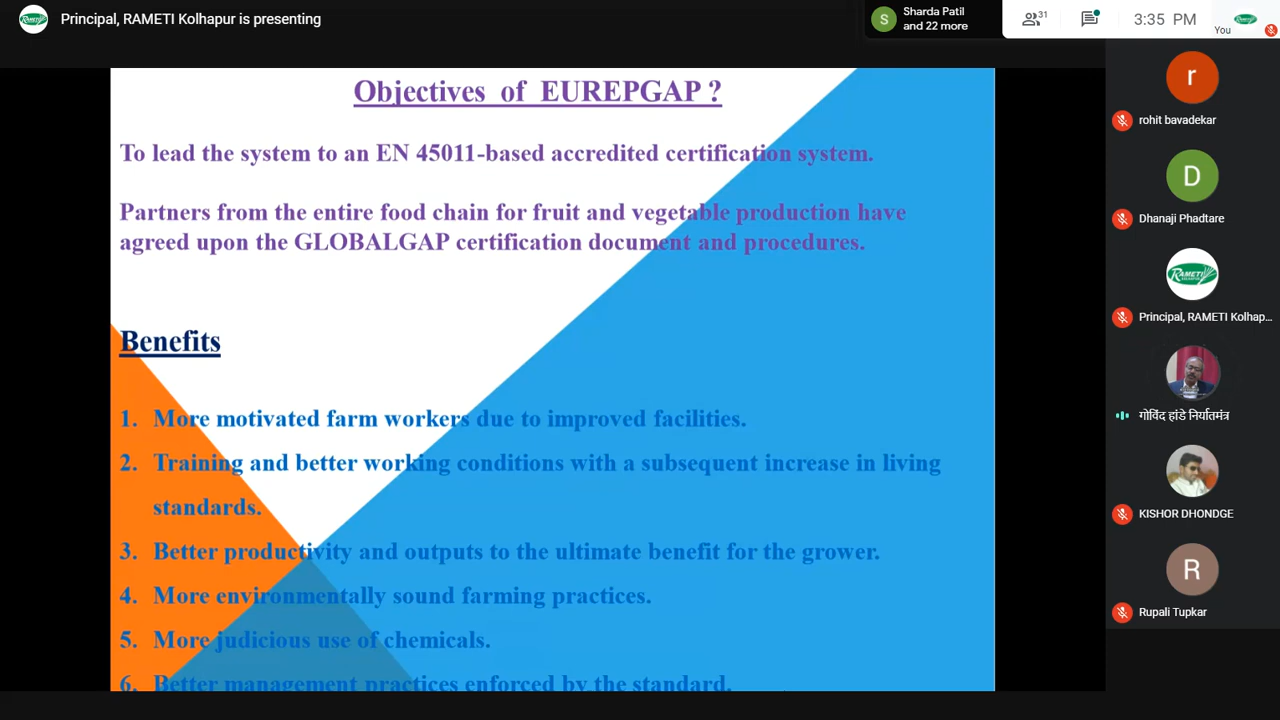 Principal, RAMETI Kolhapur is presenting
S
Sharda Patil
and 22 more
31
3:35 PM
You
Objectives of EUREPGAP ?
To lead the system to an EN 45011-based accredited certification system.
Partners from the entire food chain for fruit and vegetable production have
agreed upon the GLOBALGAP certification document and procedures.
Benefits
1. More motivated farm workers due to improved facilities.
2. Training and better working conditions with a subsequent increase in living
standards.
3. Better productivity and outputs to the ultimate benefit for the grower.
4. More environmentally sound farming practices.
5. More judicious use of chemicals.
6. Better management practices enforced by the standard.
r
rohit bavadekar
D
Dhanaji Phadtare
RAMETI
Principal, RAMETI Kolhap...
गोविंद हांडे निर्यातमंत्र
KISHOR DHONDGE
R
Rupali Tupkar